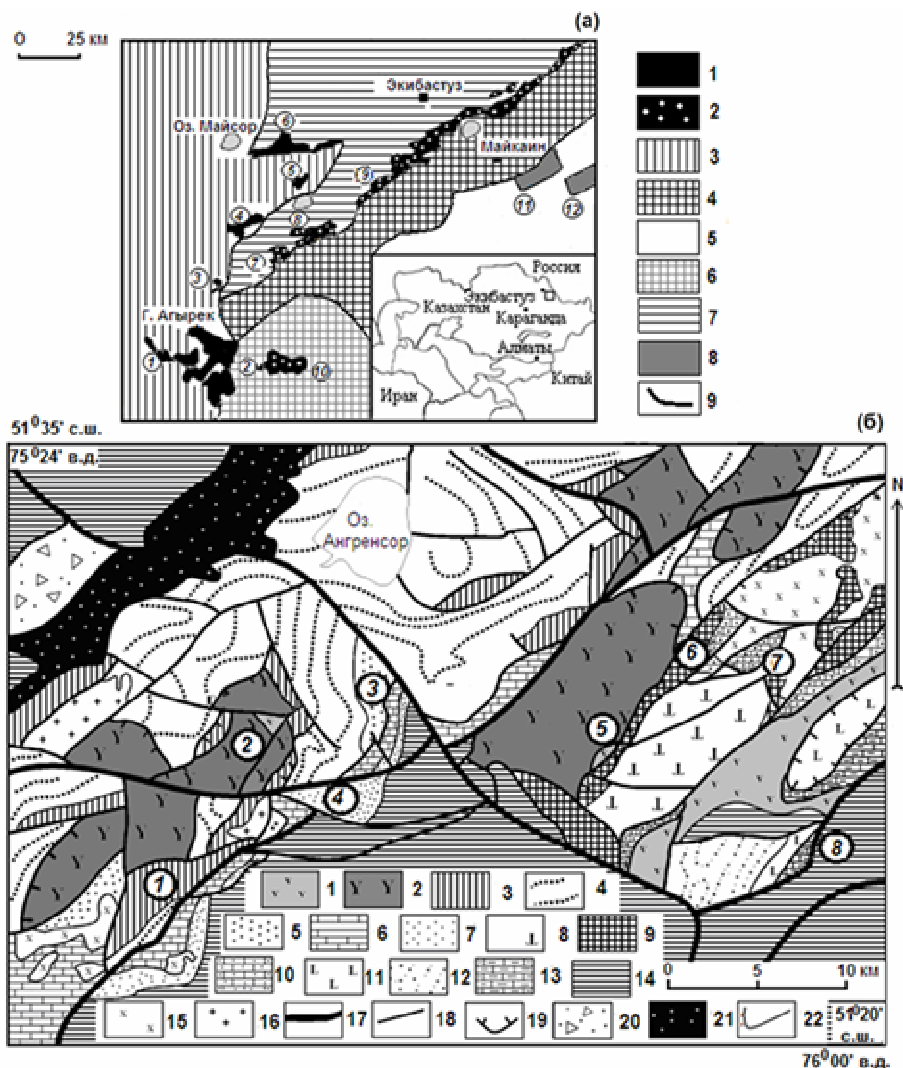 (а)
0 25 км
Экибастуз
Оз. Майсор
6
Майкаин
5
9
4
8
11
12
7
3
Г. Агырек
1
2
10
Россия
Экибастуз
Казахстан
Караганда
Алматы
Китай
Иран
1
2
3
4
5
6
7
8
9
(б)
51⁰35' с.ш.
75⁰24' в.д.
N
Оз.
Ангренсор
6
7
3
5
2
4
8
1
1 2 3 4
5 6 7 8 9
10 11 12 13 14
0 5 10 км
15 16 17 18 19 20 21 22
51⁰20'
с.ш.
76⁰00' в.д.